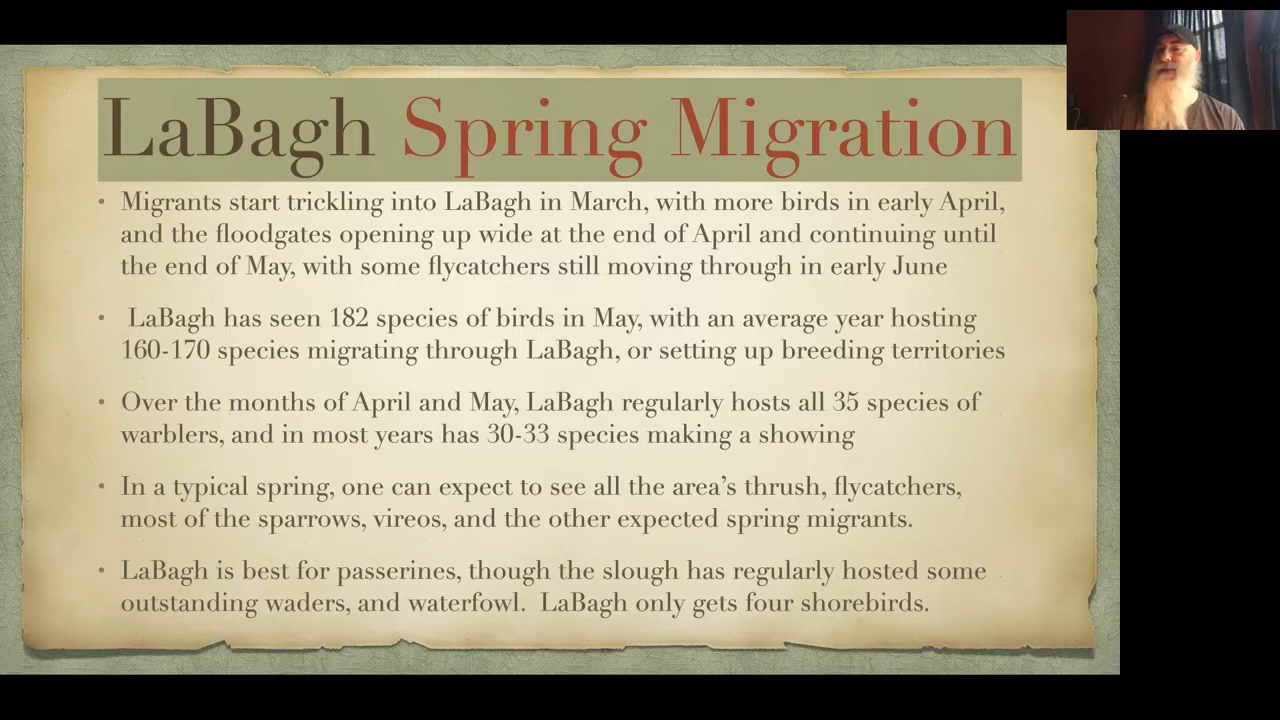 LaBagh Spring Migration
• Migrants start trickling into LaBagh in March, with more birds in early April,
and the floodgates opening up wide at the end of April and continuing until
the end of May, with some flycatchers still moving through in early June
• LaBagh has seen 182 species of birds in May, with an average year hosting
160-170 species migrating through LaBagh, or setting up breeding territories
• Over the months of April and May, LaBagh regularly hosts all 35 species of
warblers, and in most years has 30-33 species making a showing
• In a typical spring, one can expect to see all the area’s thrush, flycatchers,
most of the sparrows, vireos, and the other expected spring migrants.
• LaBagh is best for passerines, though the slough has regularly hosted some
outstanding waders, and waterfowl.  LaBagh only gets four shorebirds.